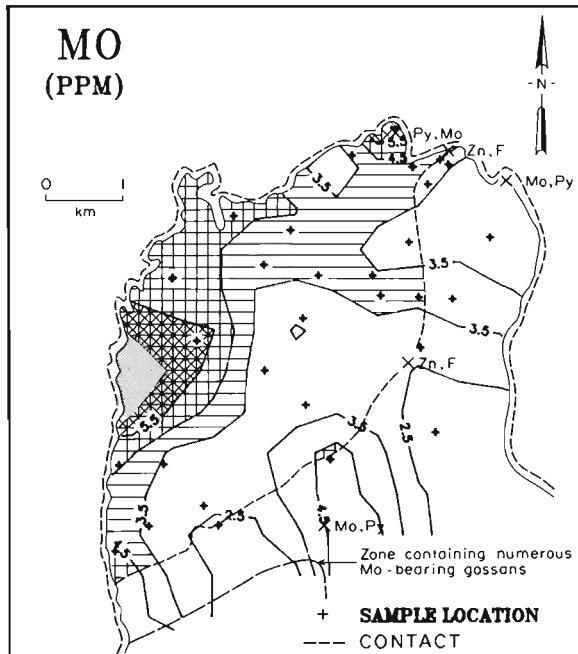 MO
(PPM)
-N-
0 1
km
Py, Mo
5.5
4.5
Zn, F
Mo, Py
3.5
3.5
3.5
Zn, F
5.5
3.5
2.5
3.5
2.5
4.5
Mo, Py
Zone containing numerous
Mo-bearing gossans
+ SAMPLE LOCATION
--- CONTACT